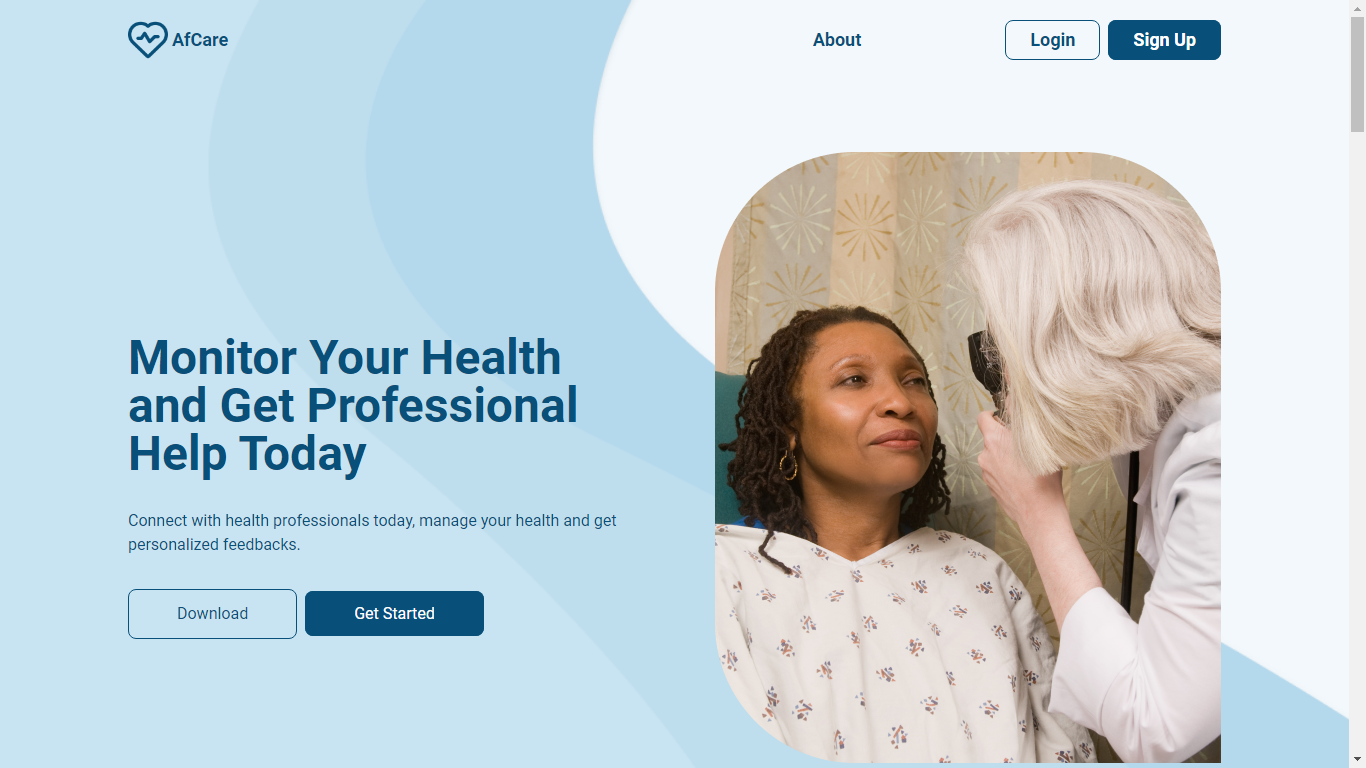 AfCare
About
Login
Sign Up
Monitor Your Health
and Get Professional
Help Today
Connect with health professionals today, manage your health and get
personalized feedbacks.
Download
Get Started